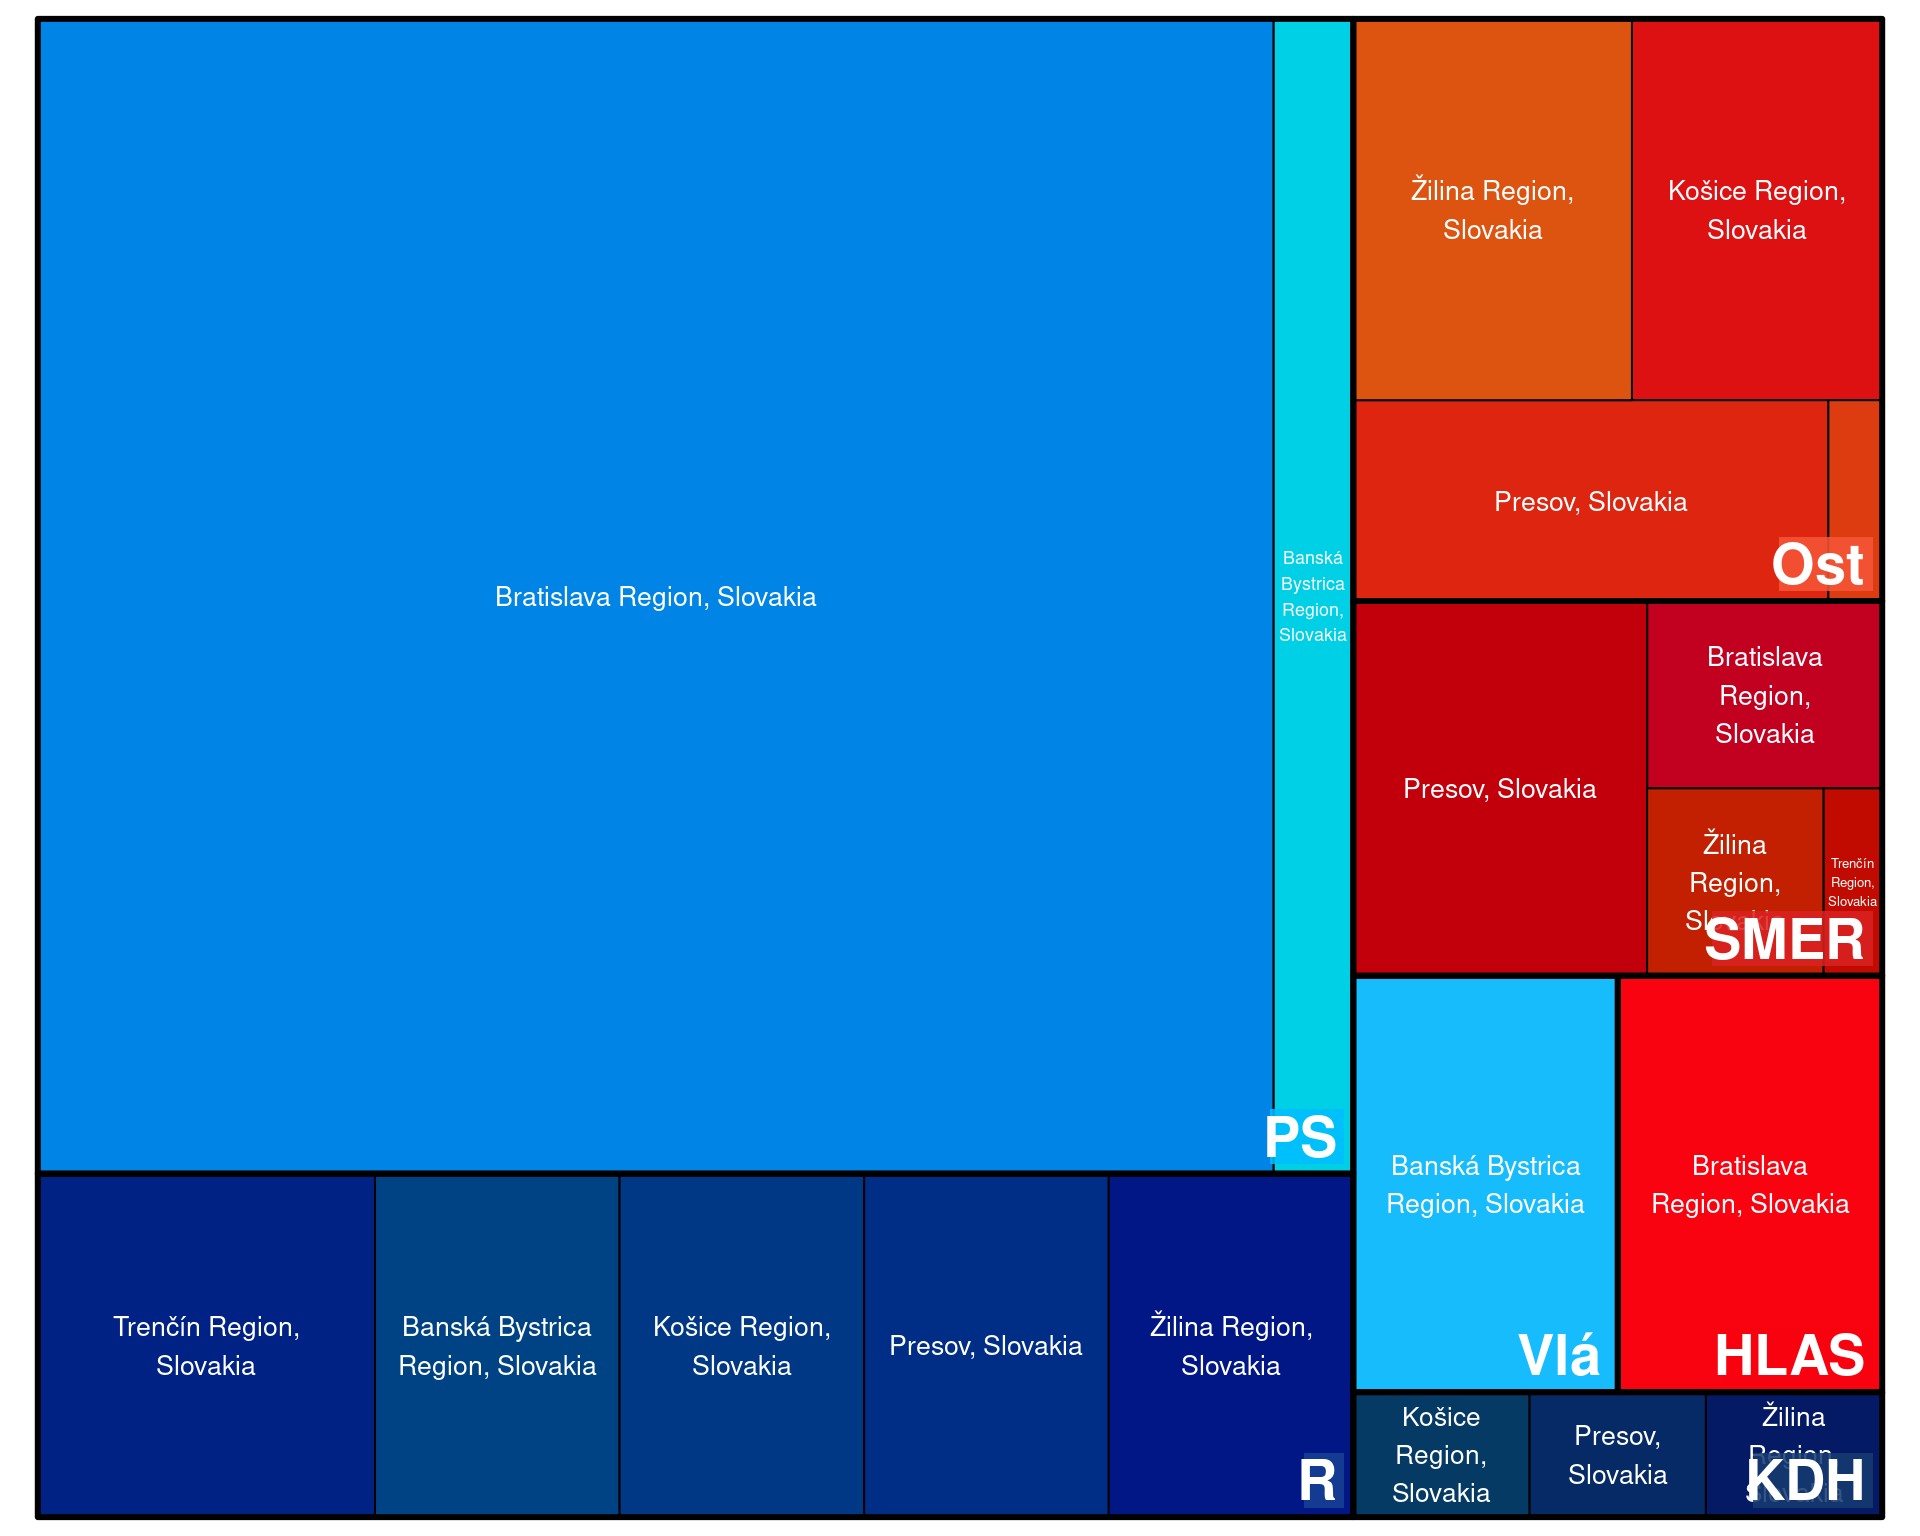 Bratislava Region, Slovakia
Banská
Bystrica
Region,
Slovakia
PS
Trenčín Region,
Slovakia
Banská Bystrica
Region, Slovakia
Košice Region,
Slovakia
Presov, Slovakia
Žilina Region,
Slovakia
R
Žilina Region,
Slovakia
Košice Region,
Slovakia
Presov, Slovakia
Ost
Presov, Slovakia
Bratislava
Region,
Slovakia
Žilina
Region,
Slovakia
Trenčín
Region,
Slovakia
SMER
Banská Bystrica
Region, Slovakia
Vlá
Bratislava
Region, Slovakia
HLAS
Košice
Region,
Slovakia
Presov,
Slovakia
Žilina
Region,
Slovakia
KDH